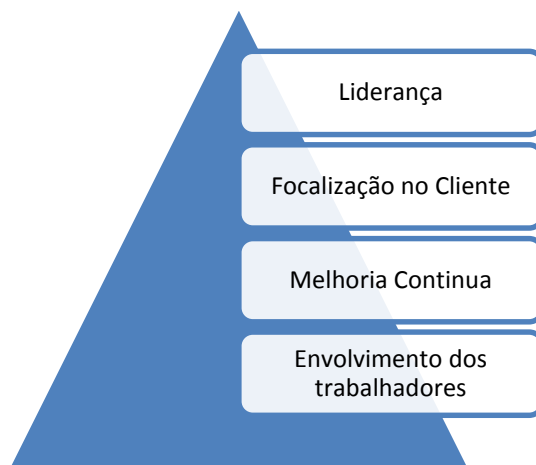 Liderança
Focalização no Cliente
Melhoria Continua
Envolvimento dos
trabalhadores